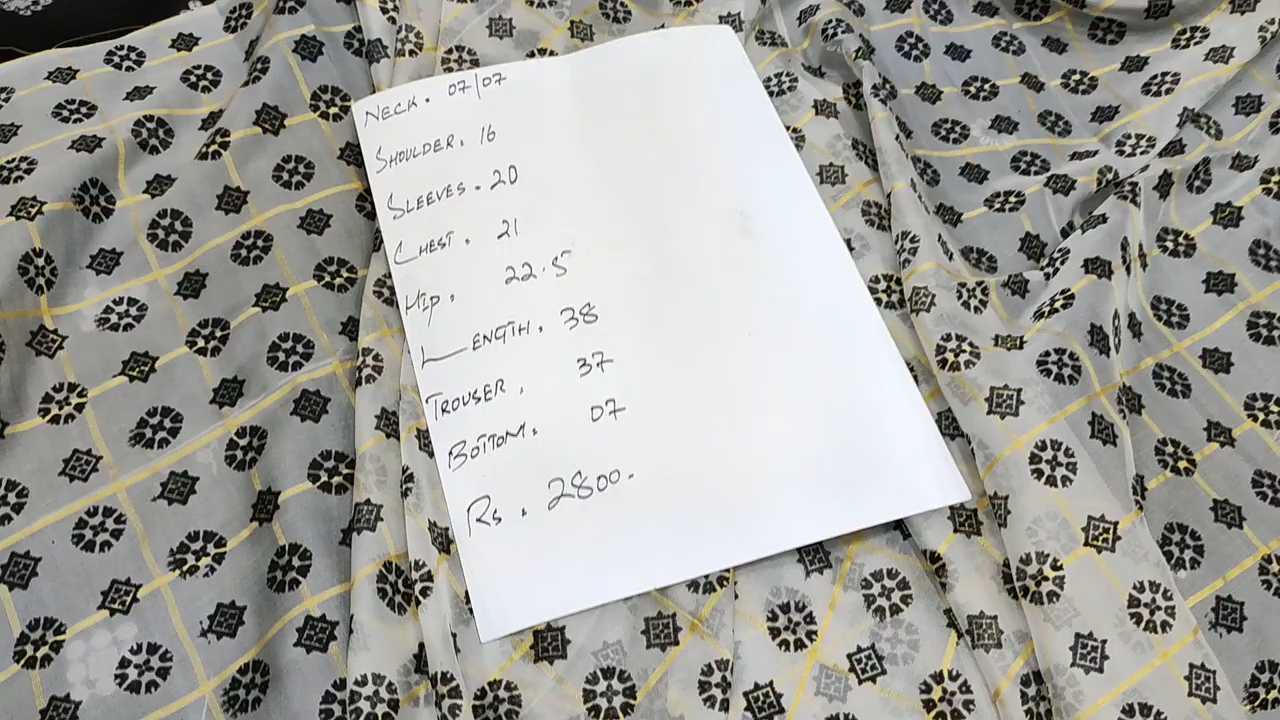 NECK. 07/07
SHOULDER. 16
SLEEVES. 20
CHEST. 21
Hip. 22.5
LENGTH. 38
TROUSER. 37
BOTTOM. 07
Rs. 2800.